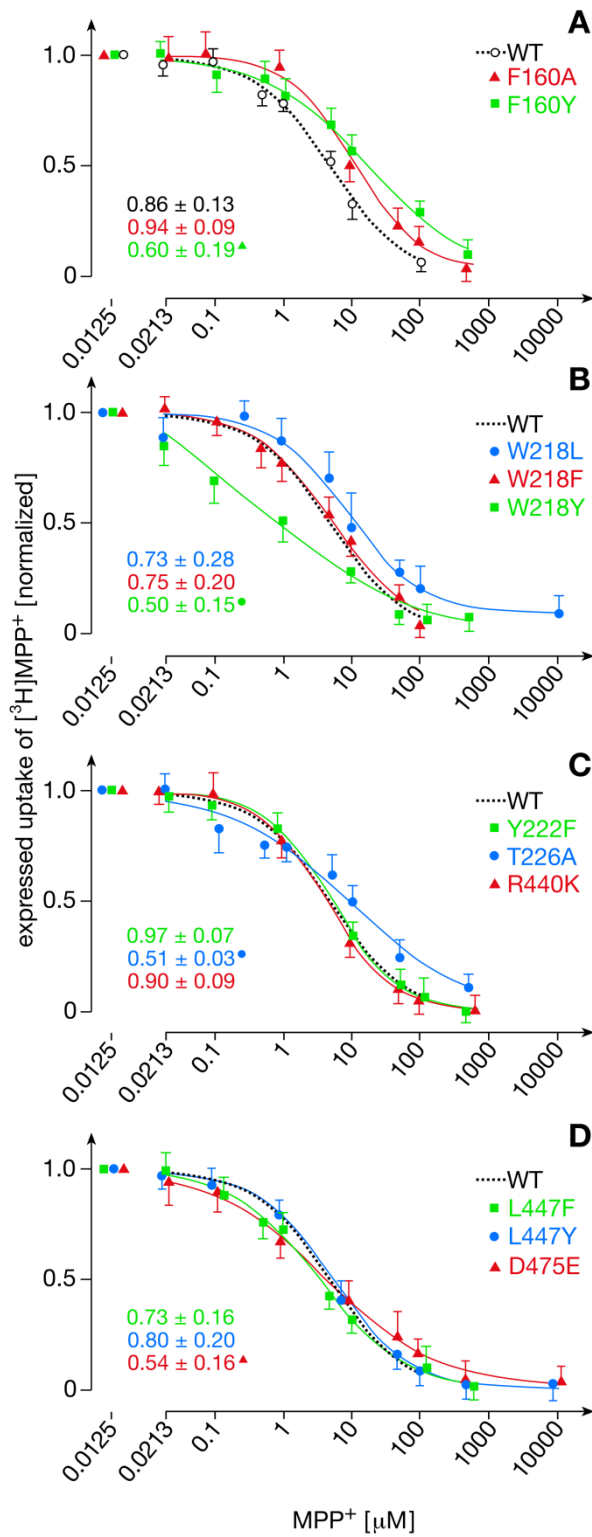 expressed uptake of [³H]MPP⁺ [normalized]
A
WT
F160A
F160Y
1.0
0.5
0
0.86 ± 0.13
0.94 ± 0.09
0.60 ± 0.19▲
0.0125 0.0213 0.1 1 10 100 1000 10000
B
WT
W218L
W218F
W218Y
1.0
0.5
0
0.73 ± 0.28
0.75 ± 0.20
0.50 ± 0.15●
0.0125 0.0213 0.1 1 10 100 1000 10000
C
WT
Y222F
T226A
R440K
1.0
0.5
0
0.97 ± 0.07
0.51 ± 0.03●
0.90 ± 0.09
0.0125 0.0213 0.1 1 10 100 1000 10000
D
WT
L447F
L447Y
D475E
1.0
0.5
0
0.73 ± 0.16
0.80 ± 0.20
0.54 ± 0.16▲
0.0125 0.0213 0.1 1 10 100 1000 10000
MPP⁺ [μM]